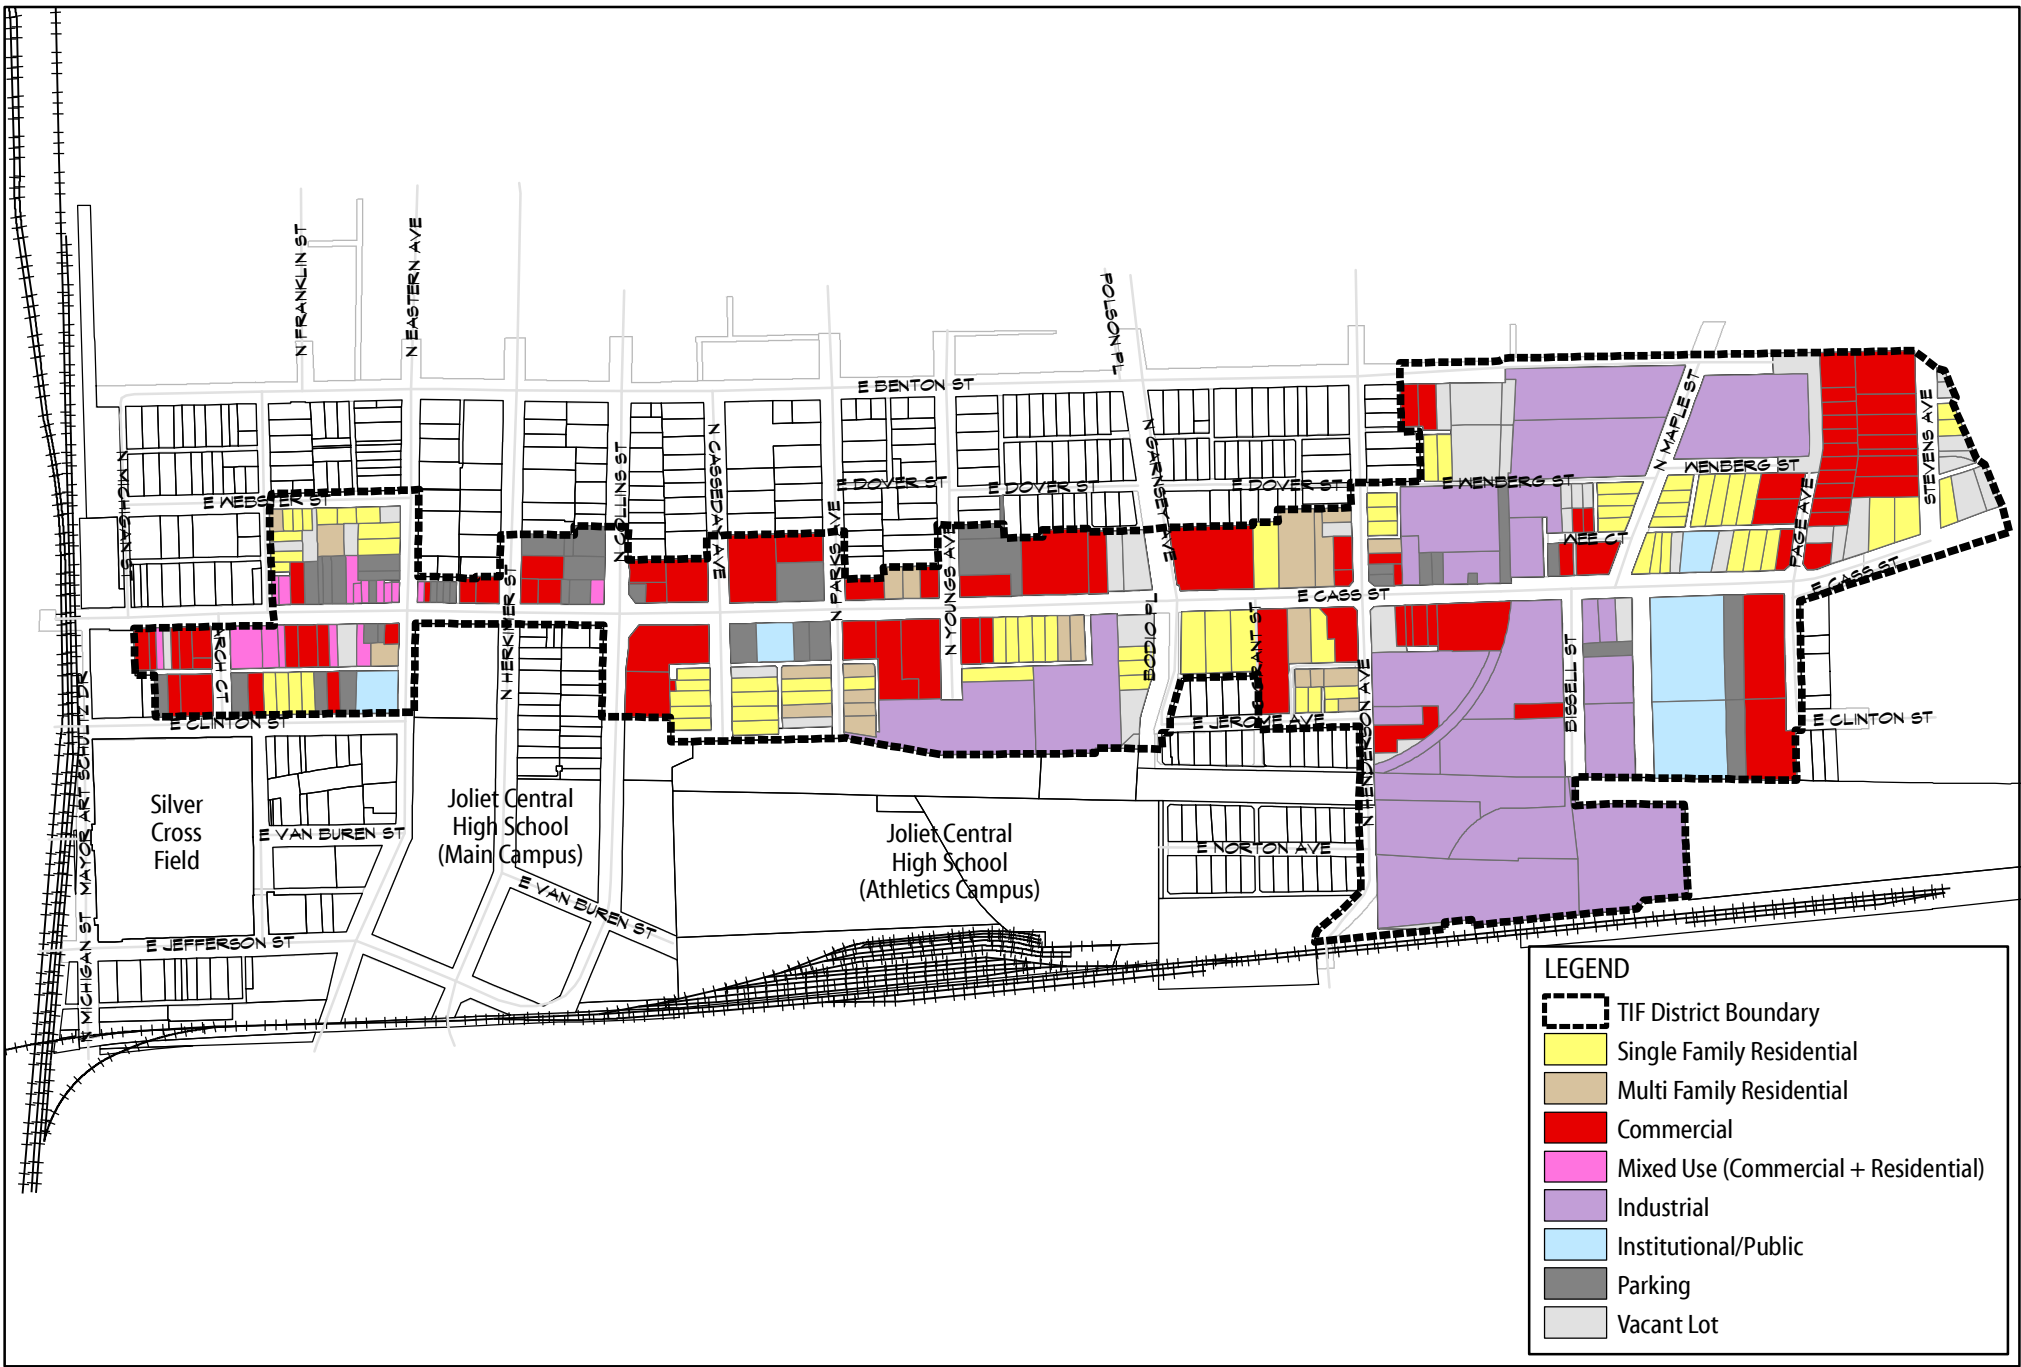 N FRANKLIN ST
N EASTERN AVE
POLSON PL
E BENTON ST
N MAPLE ST
STEVENS AVE
N CASSEDAY AVE
N GARNSEY AVE
N COLLINS ST
N WASHINGTON ST
E WEBSTER ST
E DOVER ST
E DOVER ST
E DOVER ST
E WENBERG ST
WENBERG ST
PAGE AVE
N PARKS AVE
N YOUNGS AVE
WEE CT
E CASS ST
E CASS ST
N HERKIMER ST
ARCH CT
BODIO PL
GRANT ST
N HENDERSON AVE
BISSELL ST
E CLINTON ST
E JEROME AVE
E CLINTON ST
MAYOR ART SCHULTZ DR
Silver
Cross
Field
Joliet Central
High School
(Main Campus)
Joliet Central
High School
(Athletics Campus)
E VAN BUREN ST
E NORTON AVE
E VAN BUREN ST
E JEFFERSON ST
N MICHIGAN ST
LEGEND
TIF District Boundary
Single Family Residential
Multi Family Residential
Commercial
Mixed Use (Commercial + Residential)
Industrial
Institutional/Public
Parking
Vacant Lot